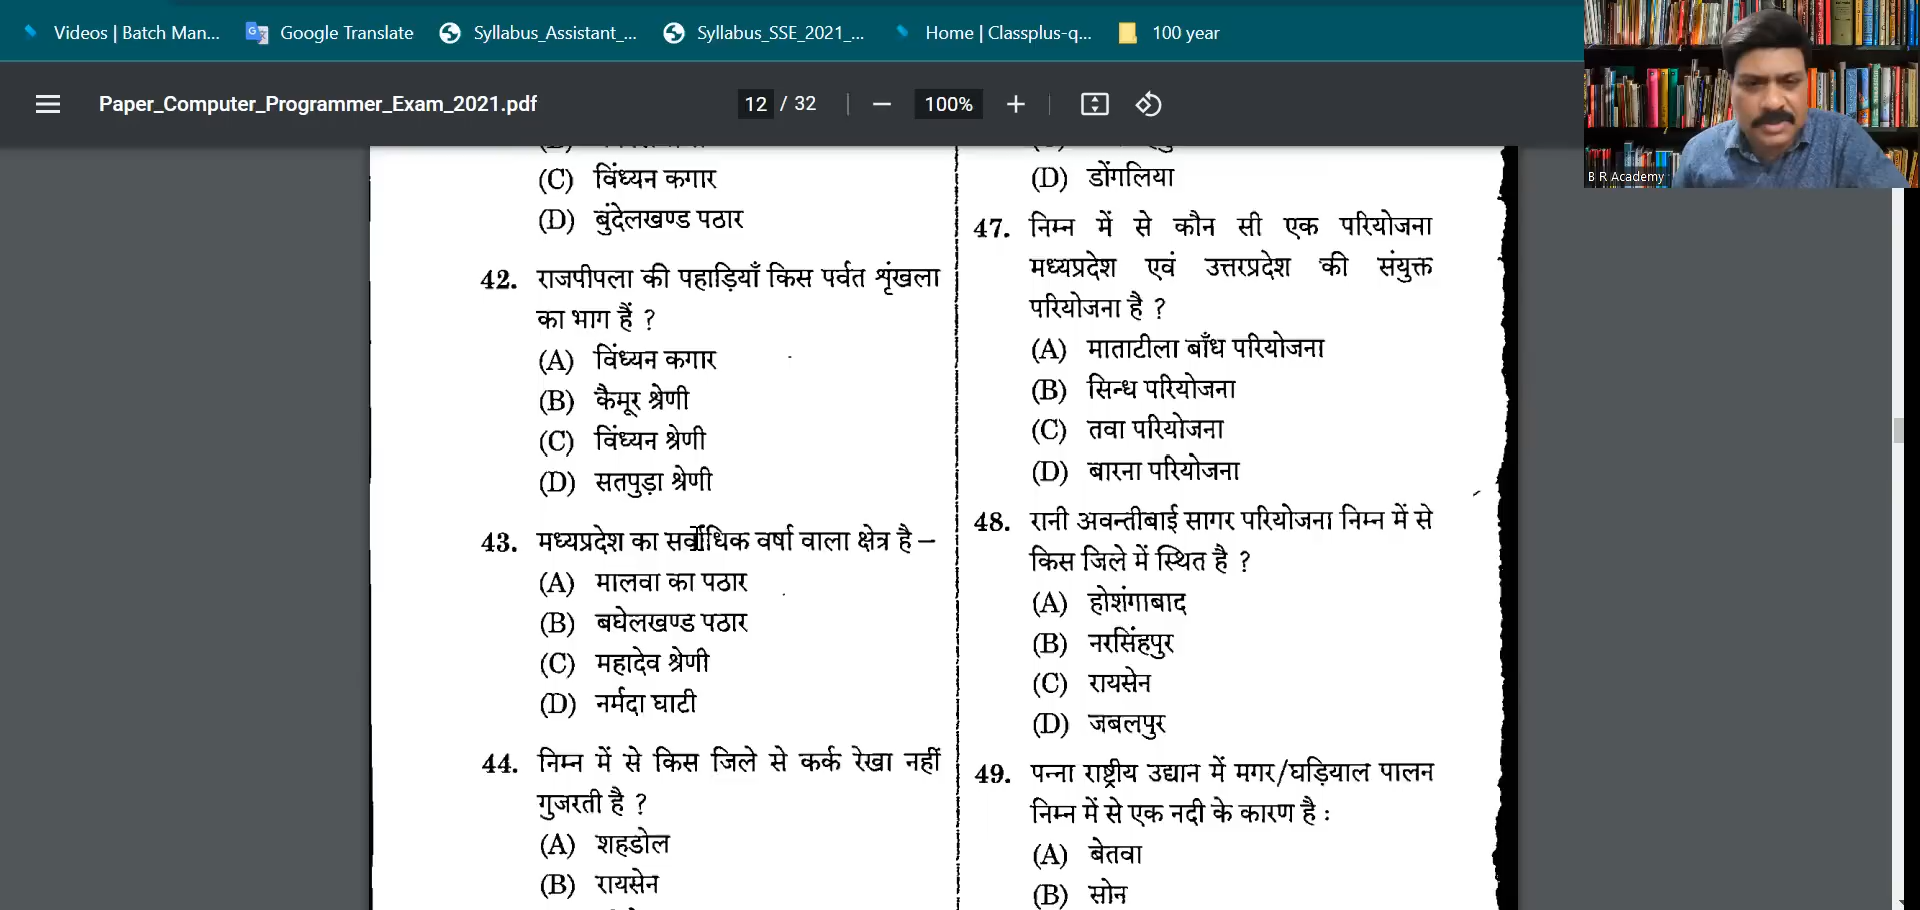 Videos | Batch Man...
Google Translate
Syllabus_Assistant_...
Syllabus_SSE_2021_...
Home | Classplus-q...
100 year
Paper_Computer_Programmer_Exam_2021.pdf
12 / 32
100%
B R Academy
(C) विंध्यन कगार
(D) बुंदेलखण्ड पठार
42. राजपीपला की पहाड़ियाँ किस पर्वत शृंखला
का भाग हैं ?
(A) विंध्यन कगार
(B) कैमूर श्रेणी
(C) विंध्यन श्रेणी
(D) सतपुड़ा श्रेणी
43. मध्यप्रदेश का सर्वाधिक वर्षा वाला क्षेत्र है –
(A) मालवा का पठार
(B) बघेलखण्ड पठार
(C) महादेव श्रेणी
(D) नर्मदा घाटी
44. निम्न में से किस जिले से कर्क रेखा नहीं
गुजरती है ?
(A) शहडोल
(B) रायसेन
(D) डोंगलिया
47. निम्न में से कौन सी एक परियोजना
मध्यप्रदेश एवं उत्तरप्रदेश की संयुक्त
परियोजना है ?
(A) माताटीला बाँध परियोजना
(B) सिन्ध परियोजना
(C) तवा परियोजना
(D) बारना परियोजना
48. रानी अवन्तीबाई सागर परियोजना निम्न में से
किस जिले में स्थित है ?
(A) होशंगाबाद
(B) नरसिंहपुर
(C) रायसेन
(D) जबलपुर
49. पन्ना राष्ट्रीय उद्यान में मगर/घड़ियाल पालन
निम्न में से एक नदी के कारण है :
(A) बेतवा
(B) सोन